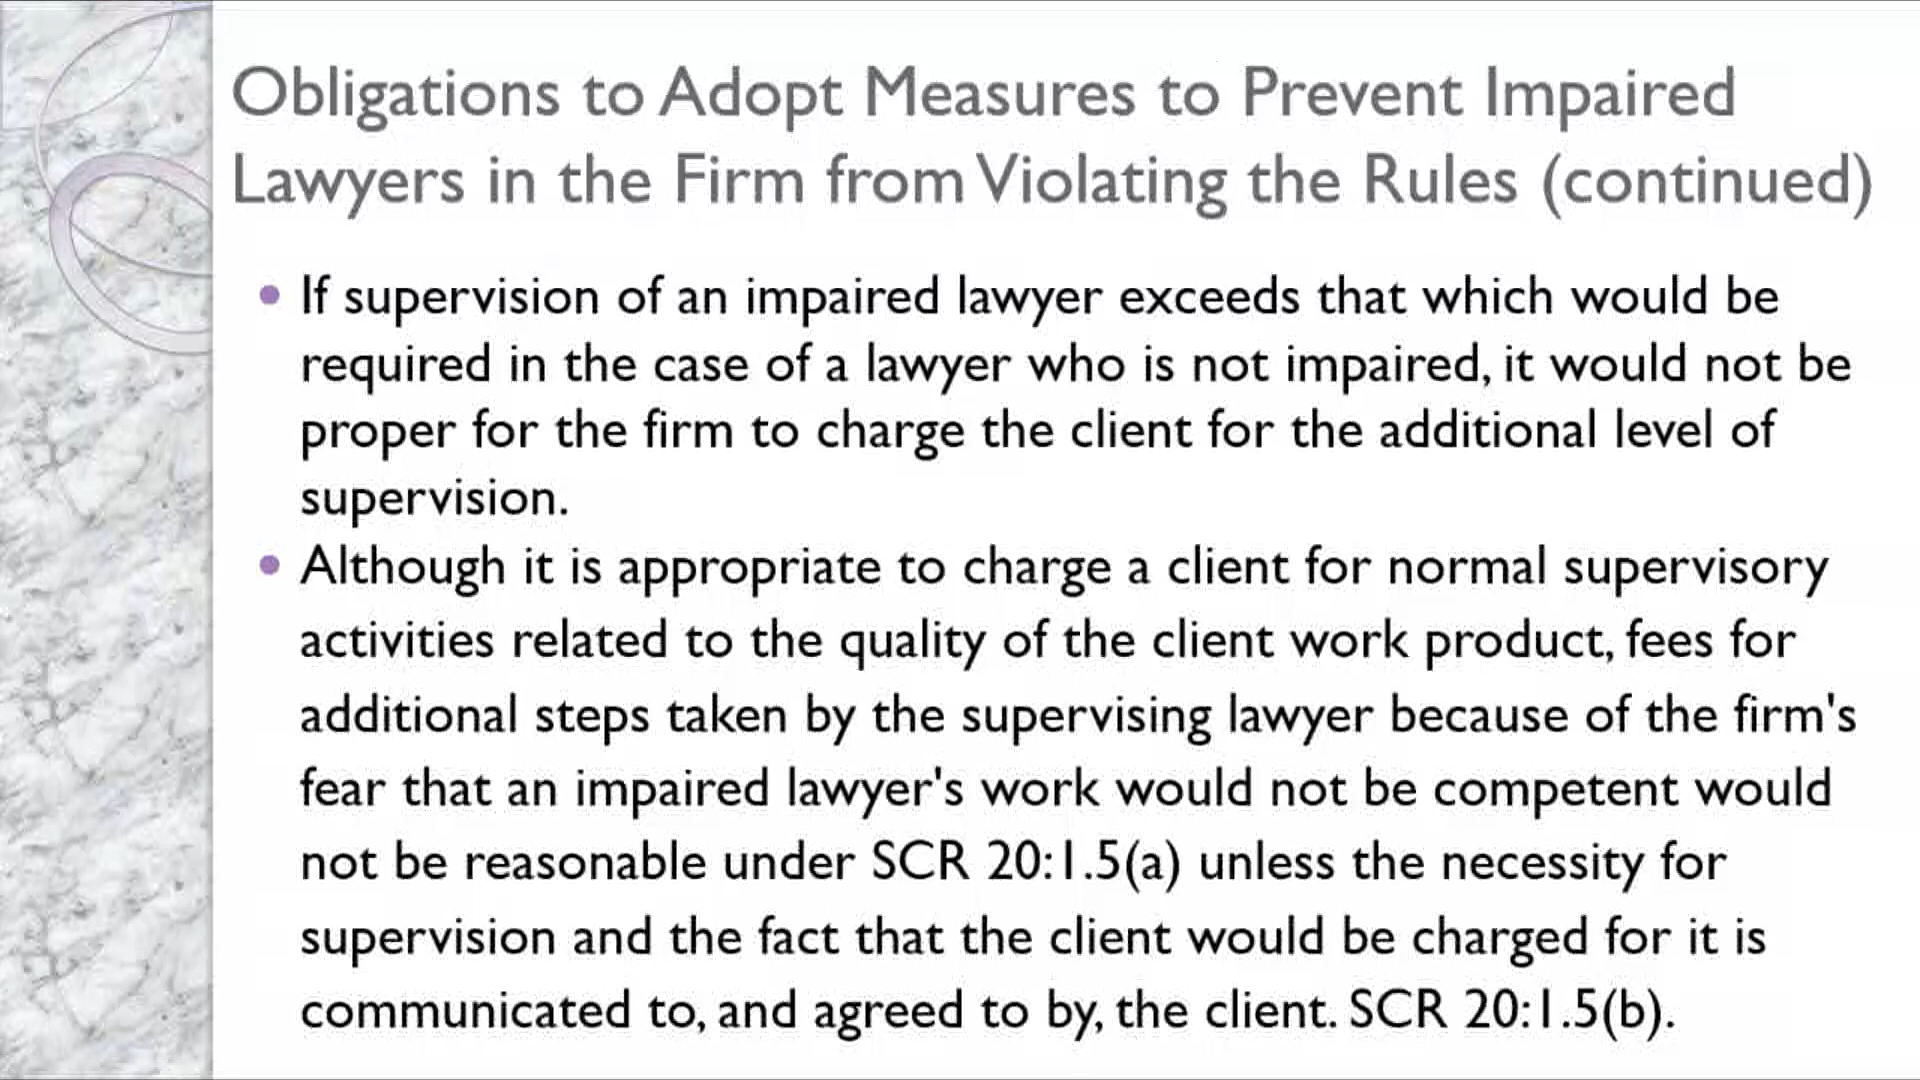 Obligations to Adopt Measures to Prevent Impaired
Lawyers in the Firm from Violating the Rules (continued)
• If supervision of an impaired lawyer exceeds that which would be
required in the case of a lawyer who is not impaired, it would not be
proper for the firm to charge the client for the additional level of
supervision.
• Although it is appropriate to charge a client for normal supervisory
activities related to the quality of the client work product, fees for
additional steps taken by the supervising lawyer because of the firm's
fear that an impaired lawyer's work would not be competent would
not be reasonable under SCR 20:1.5(a) unless the necessity for
supervision and the fact that the client would be charged for it is
communicated to, and agreed to by, the client. SCR 20:1.5(b).